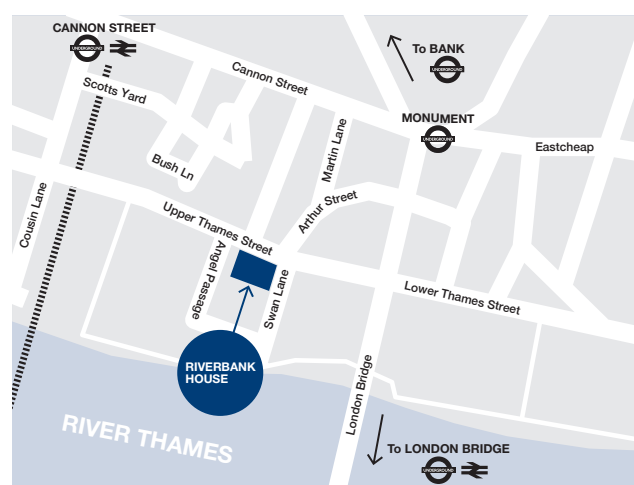 CANNON STREET
UNDERGROUND
To BANK
UNDERGROUND
Cannon Street
Scotts Yard
MONUMENT
UNDERGROUND
Eastcheap
Martin Lane
Bush Ln
Arthur Street
Cousin Lane
Upper Thames Street
Angel Passage
Swan Lane
Lower Thames Street
RIVERBANK
HOUSE
London Bridge
RIVER THAMES
To LONDON BRIDGE
UNDERGROUND